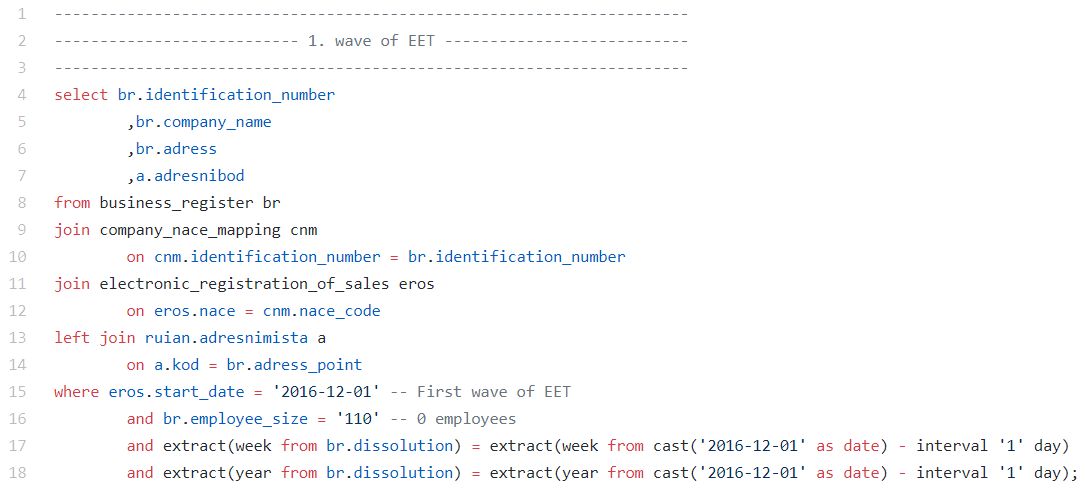 1 ----------------------------------------------------------------------
2 --------------------------- 1. wave of EET ---------------------------
3 ----------------------------------------------------------------------
4 select br.identification_number
5         ,br.company_name
6         ,br.adress
7         ,a.adresnibod
8 from business_register br
9 join company_nace_mapping cnm
10         on cnm.identification_number = br.identification_number
11 join electronic_registration_of_sales eros
12         on eros.nace = cnm.nace_code
13 left join ruian.adresnimista a
14         on a.kod = br.adress_point
15 where eros.start_date = '2016-12-01' -- First wave of EET
16         and br.employee_size = '110' -- 0 employees
17         and extract(week from br.dissolution) = extract(week from cast('2016-12-01' as date) - interval '1' day)
18         and extract(year from br.dissolution) = extract(year from cast('2016-12-01' as date) - interval '1' day);